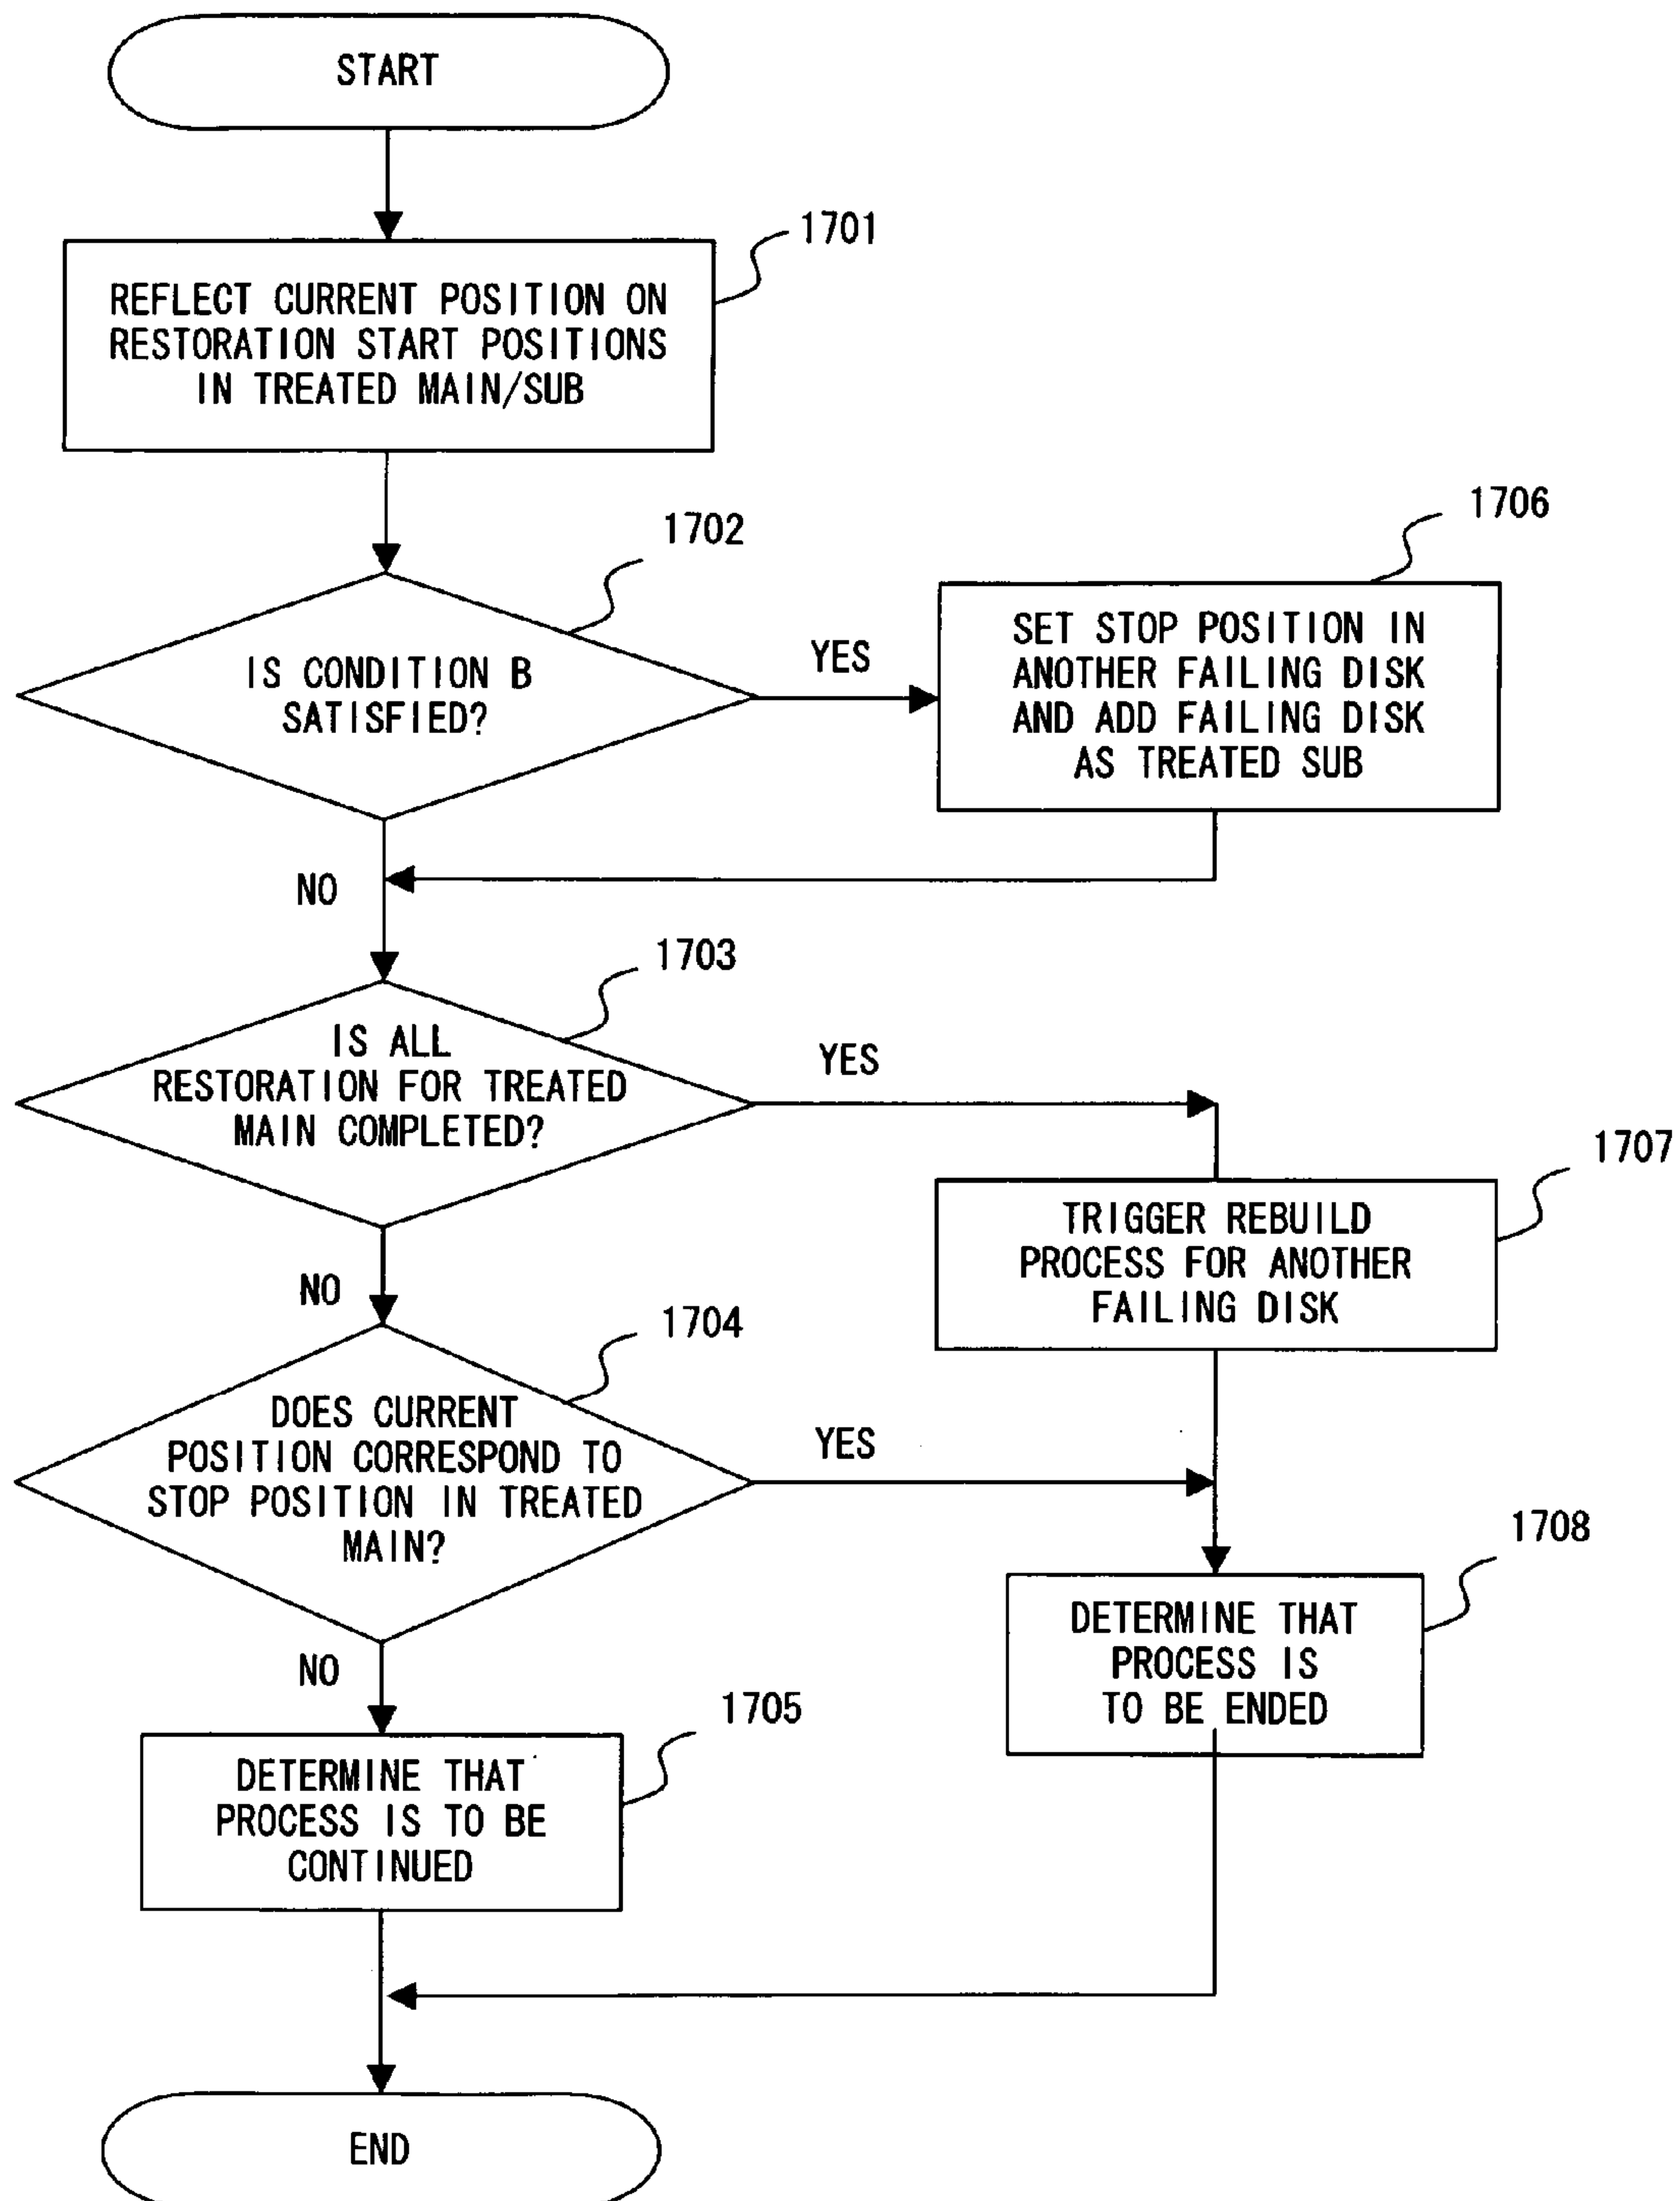 START
1701
REFLECT CURRENT POSITION ON
RESTORATION START POSITIONS
IN TREATED MAIN/SUB
1702
IS CONDITION B
SATISFIED?
YES
1706
SET STOP POSITION IN
ANOTHER FAILING DISK
AND ADD FAILING DISK
AS TREATED SUB
NO
1703
IS ALL
RESTORATION FOR TREATED
MAIN COMPLETED?
YES
1707
TRIGGER REBUILD
PROCESS FOR ANOTHER
FAILING DISK
NO
1704
DOES CURRENT
POSITION CORRESPOND TO
STOP POSITION IN TREATED
MAIN?
YES
1708
DETERMINE THAT
PROCESS IS
TO BE ENDED
NO
1705
DETERMINE THAT
PROCESS IS TO BE
CONTINUED
END